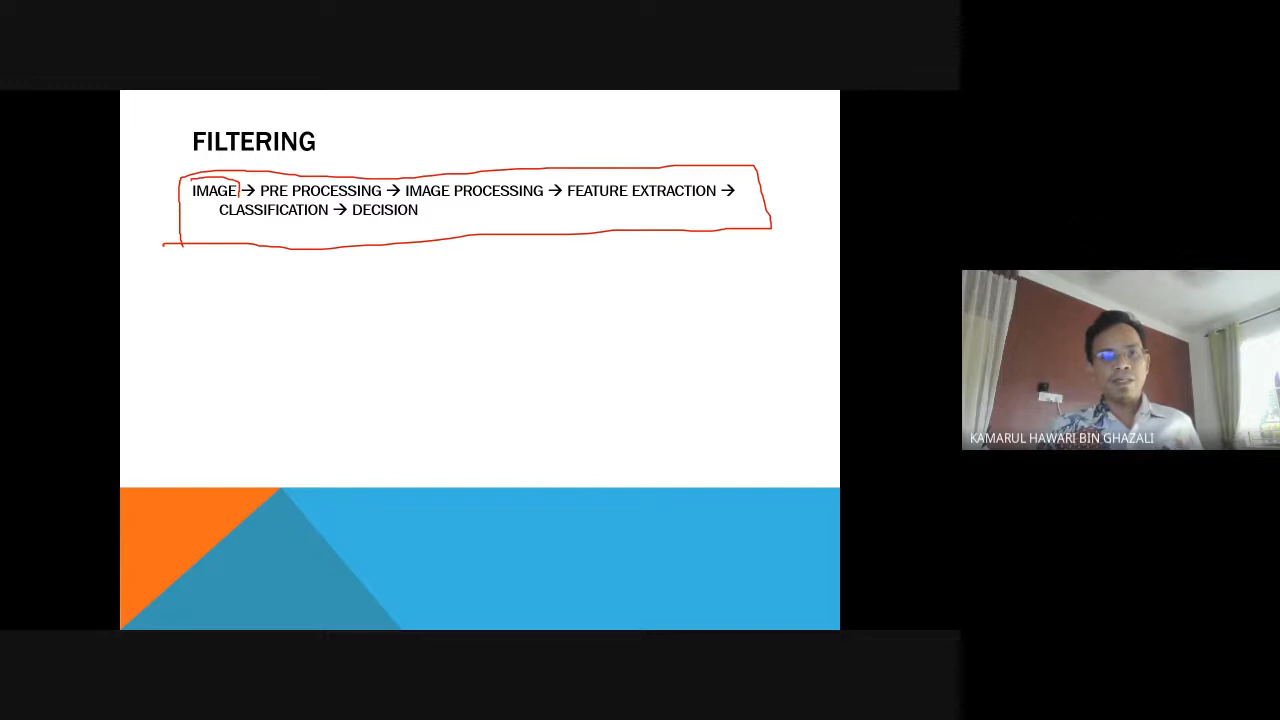 FILTERING
IMAGE → PRE PROCESSING → IMAGE PROCESSING → FEATURE EXTRACTION →
CLASSIFICATION → DECISION
KAMARUL HAWARI BIN GHAZALI